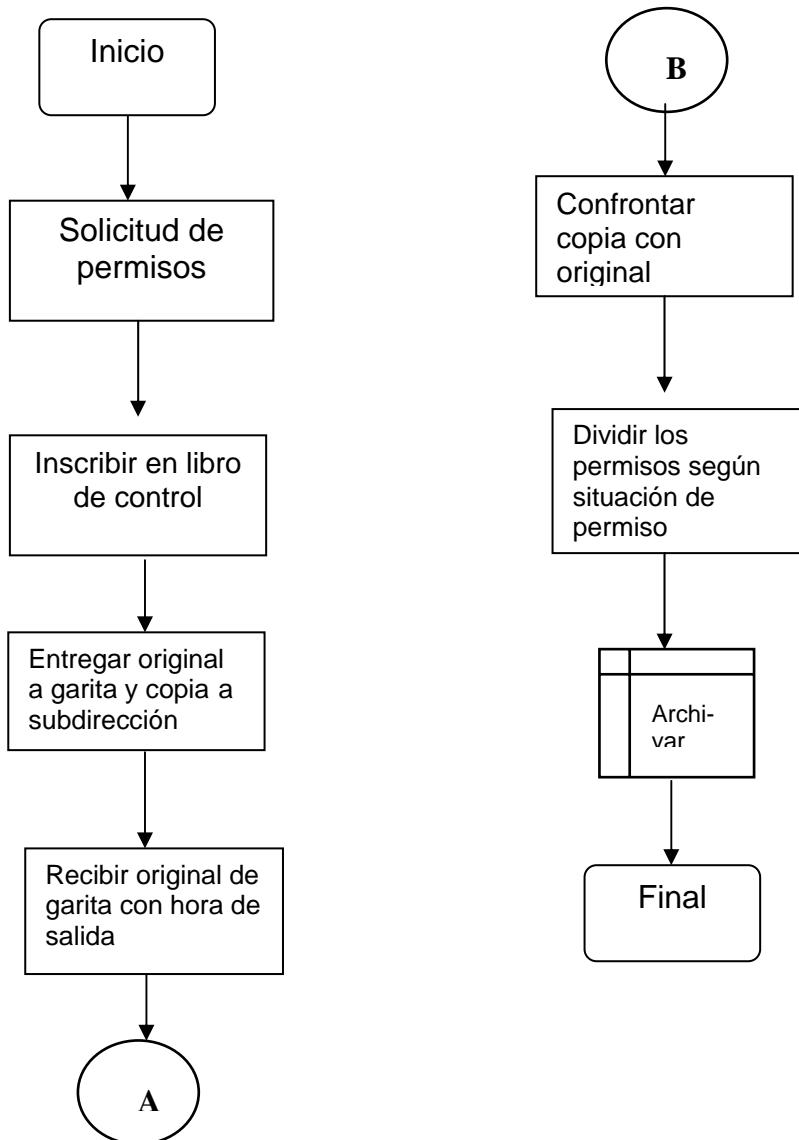 Inicio
Solicitud de
permisos
Inscribir en libro
de control
Entregar original
a garita y copia a
subdirección
Recibir original de
garita con hora de
salida
A
B
Confrontar
copia con
original
Dividir los
permisos según
situación de
permiso
Archi-
var
Final